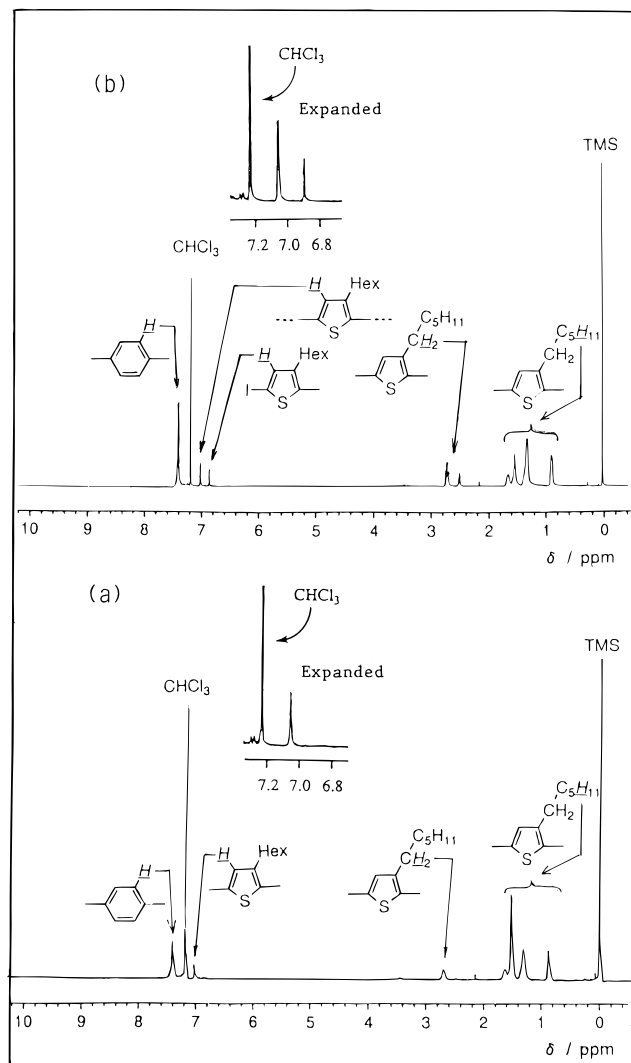 (b)
CHCl₃
Expanded
7.2 7.0 6.8
TMS
CHCl₃
H Hex
S
H
H Hex
I S
C₅H₁₁
CH₂
S
C₅H₁₁
CH₂
S
10 9 8 7 6 5 4 3 2 1 0
δ / ppm
(a)
CHCl₃
Expanded
7.2 7.0 6.8
TMS
CHCl₃
H
H Hex
S
C₅H₁₁
CH₂
S
C₅H₁₁
CH₂
S
10 9 8 7 6 5 4 3 2 1 0
δ / ppm